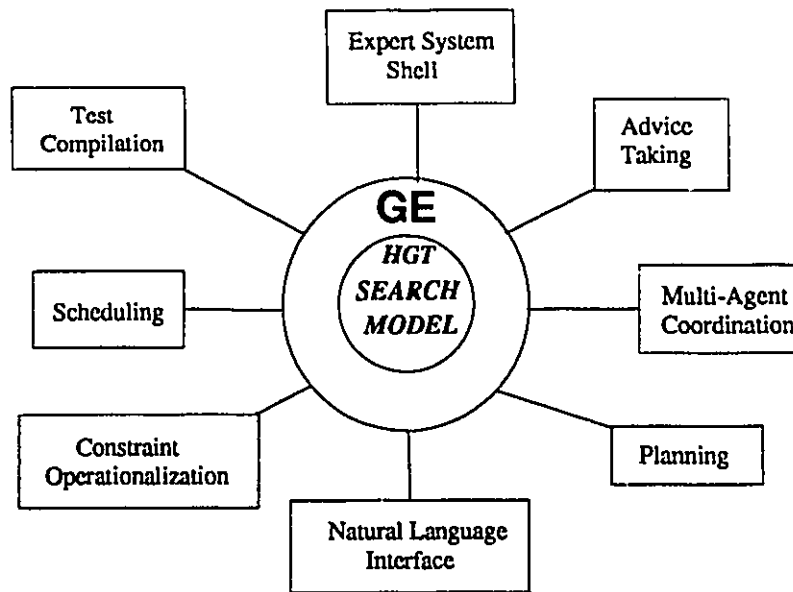 Expert System
Shell
Test
Compilation
Advice
Taking
GE
HGT
SEARCH
MODEL
Scheduling
Multi-Agent
Coordination
Constraint
Operationalization
Planning
Natural Language
Interface